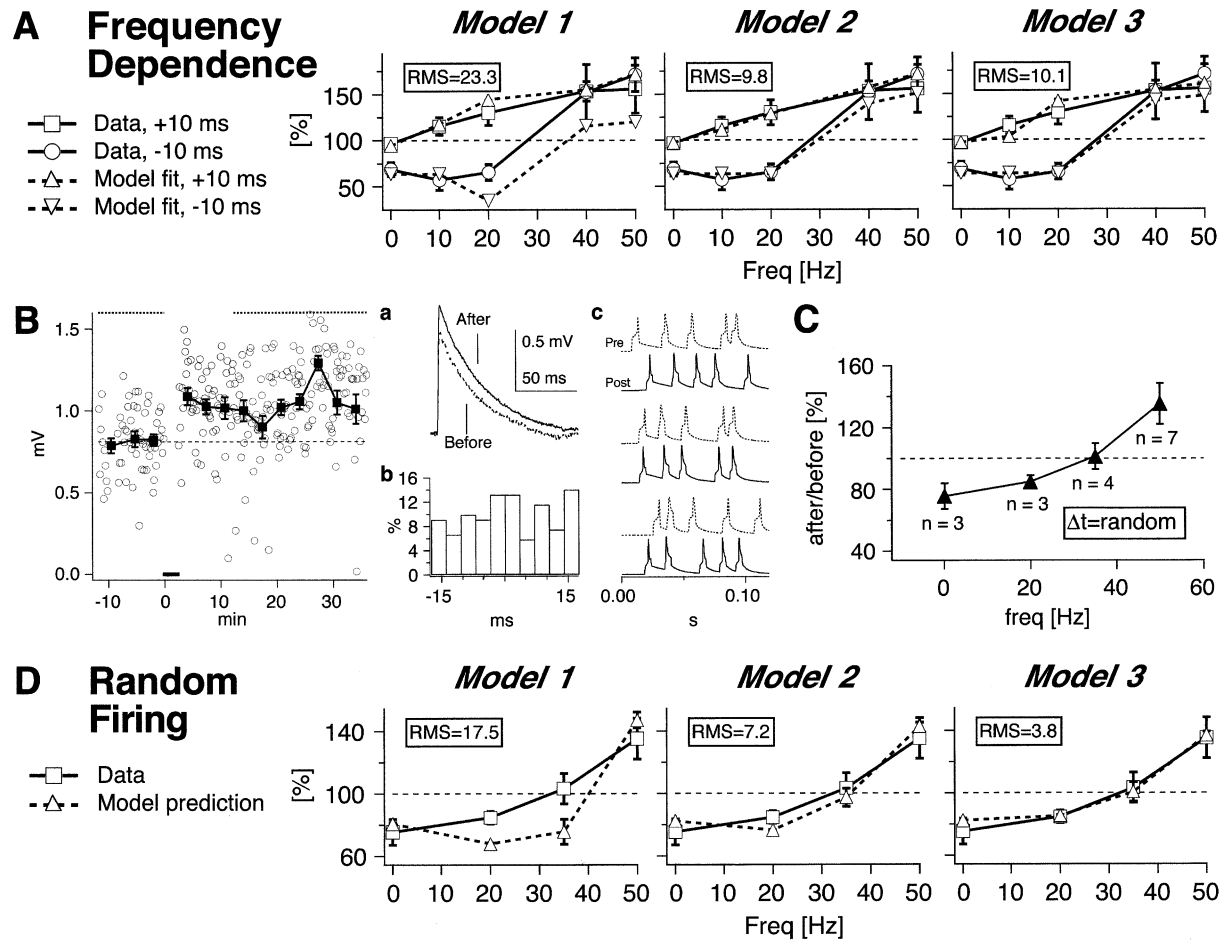 A Frequency Dependence
Model 1
Model 2
Model 3
Data, +10 ms
Data, -10 ms
Model fit, +10 ms
Model fit, -10 ms
[%]
150
100
50
RMS=23.3
RMS=9.8
RMS=10.1
0 10 20 30 40 50
0 10 20 30 40 50
0 10 20 30 40 50
Freq [Hz]
B
mV
1.5
1.0
0.5
0.0
-10 0 10 20 30
min
a
After
0.5 mV
50 ms
Before
b
16
12
8
4
0
%
-15 15
ms
c
Pre
Post
0.00 0.10
s
C
after/before [%]
160
120
80
40
n = 3
n = 3
n = 4
n = 7
Δt=random
0 20 40 60
freq [Hz]
D Random Firing
Model 1
Model 2
Model 3
Data
Model prediction
[%]
140
100
60
RMS=17.5
RMS=7.2
RMS=3.8
0 10 20 30 40 50
0 10 20 30 40 50
0 10 20 30 40 50
Freq [Hz]